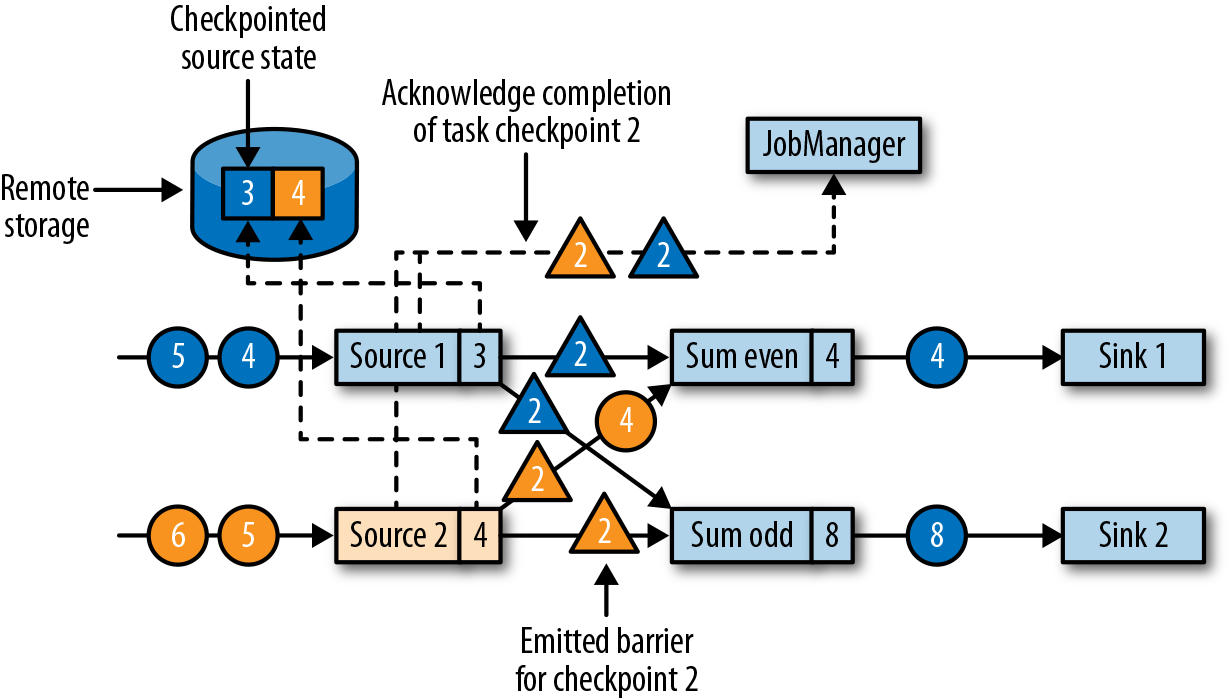 Checkpointed
source state
Acknowledge completion
of task checkpoint 2
JobManager
Remote
storage
3 4
2 2
5 4 Source 1 3 2 Sum even 4 4 Sink 1
2 4
2
6 5 Source 2 4 2 Sum odd 8 8 Sink 2
Emitted barrier
for checkpoint 2